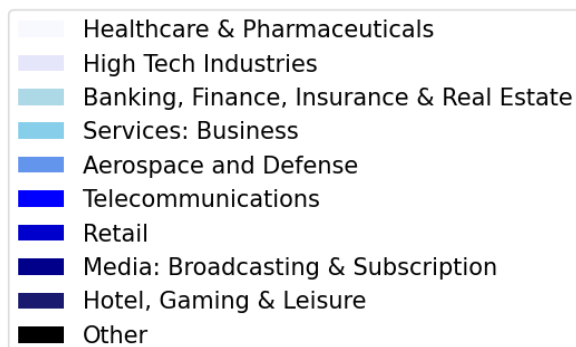 Healthcare & Pharmaceuticals
High Tech Industries
Banking, Finance, Insurance & Real Estate
Services: Business
Aerospace and Defense
Telecommunications
Retail
Media: Broadcasting & Subscription
Hotel, Gaming & Leisure
Other